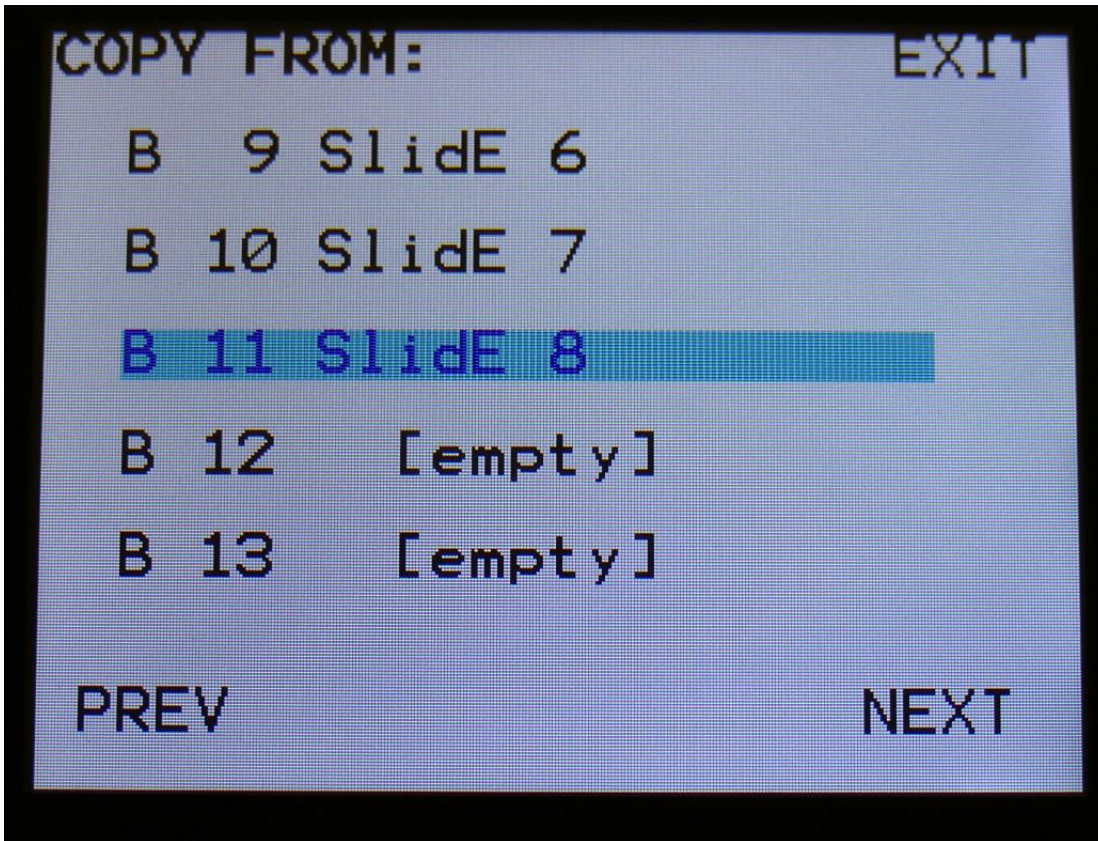 COPY FROM: EXIT
B 9 SlidE 6
B 10 SlidE 7
B 11 SlidE 8
B 12 [empty]
B 13 [empty]
PREV NEXT